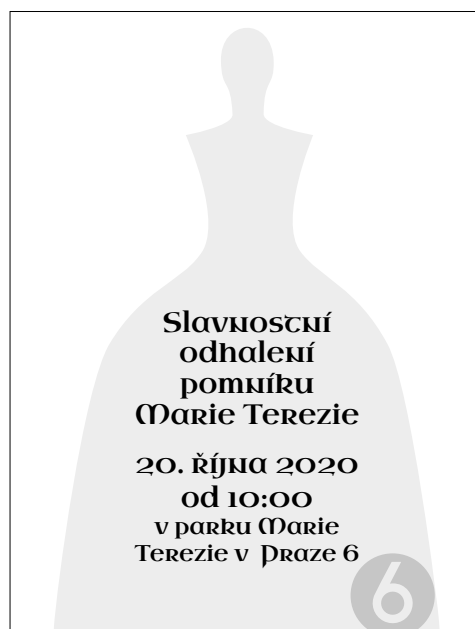 Slavnostní
odhalení
pomníku
Marie Terezie
20. října 2020
od 10:00
v parku Marie
Terezie v Praze 6
6